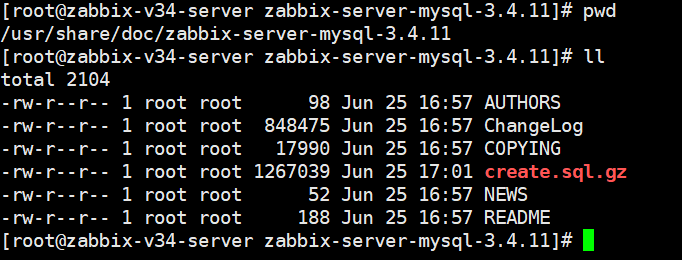 [root@zabbix-v34-server zabbix-server-mysql-3.4.11]# pwd
/usr/share/doc/zabbix-server-mysql-3.4.11
[root@zabbix-v34-server zabbix-server-mysql-3.4.11]# ll
total 2104
-rw-r--r-- 1 root root      98 Jun 25 16:57 AUTHORS
-rw-r--r-- 1 root root  848475 Jun 25 16:57 ChangeLog
-rw-r--r-- 1 root root   17990 Jun 25 16:57 COPYING
-rw-r--r-- 1 root root 1267039 Jun 25 17:01 create.sql.gz
-rw-r--r-- 1 root root      52 Jun 25 16:57 NEWS
-rw-r--r-- 1 root root     188 Jun 25 16:57 README
[root@zabbix-v34-server zabbix-server-mysql-3.4.11]#